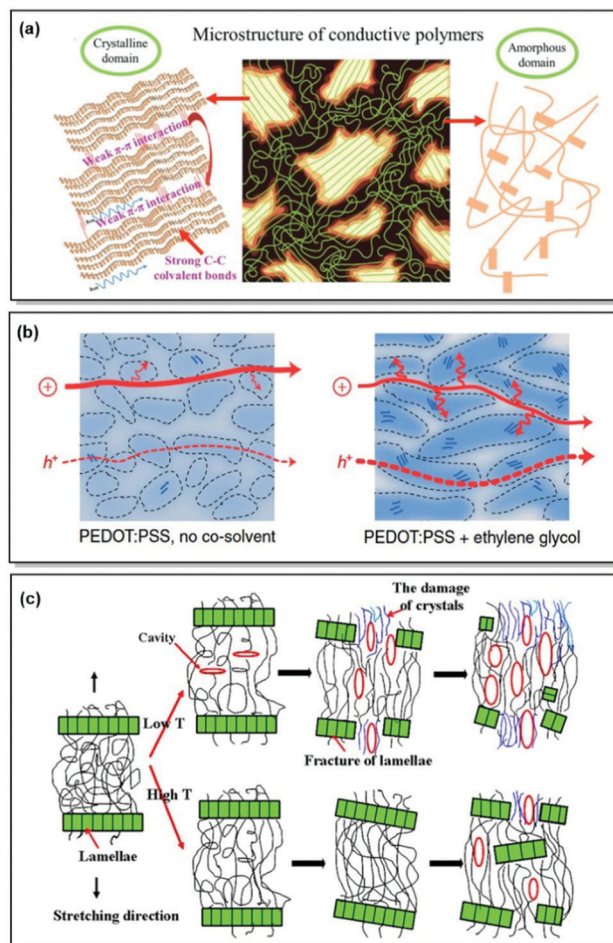 (a)
Microstructure of conductive polymers
Crystalline
domain
Amorphous
domain
Weak π-π interaction
Weak π-π interaction
Strong C-C
colvalent bonds
(b)
+
h+
PEDOT:PSS, no co-solvent
+
h+
PEDOT:PSS + ethylene glycol
(c)
The damage
of crystals
Cavity
Low T
Fracture of lamellae
High T
Lamellae
Stretching direction